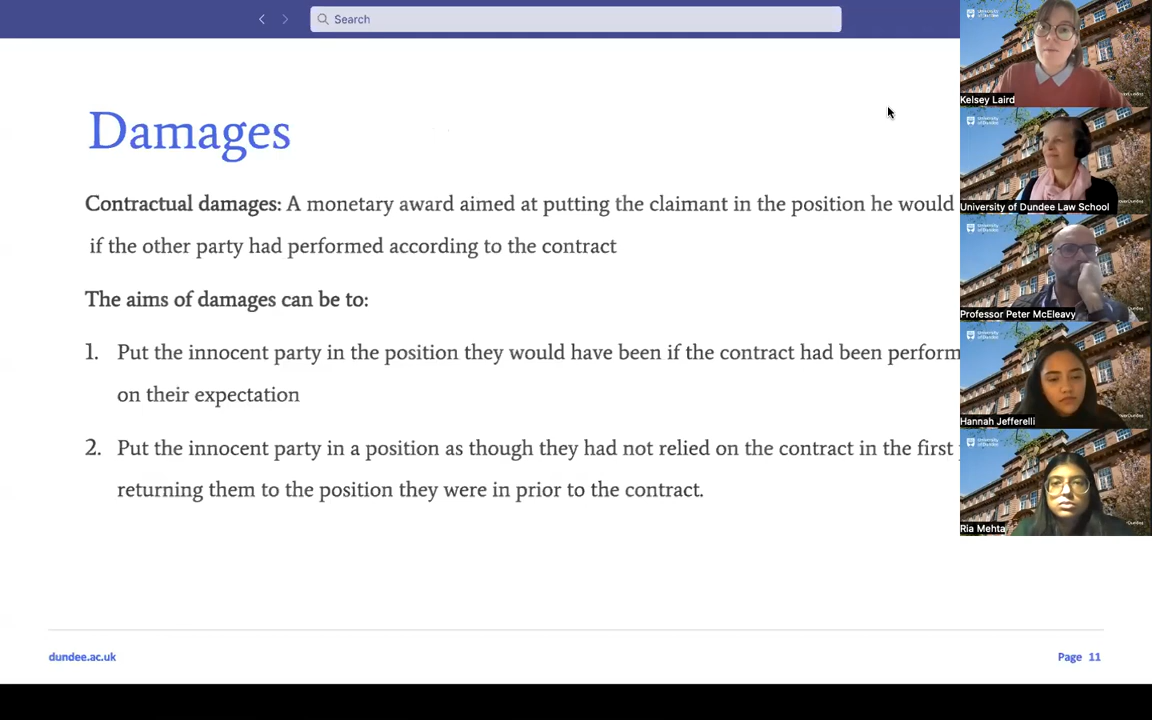 Search
Damages
Contractual damages: A monetary award aimed at putting the claimant in the position he would
if the other party had performed according to the contract
The aims of damages can be to:
1. Put the innocent party in the position they would have been if the contract had been perform
on their expectation
2. Put the innocent party in a position as though they had not relied on the contract in the first
returning them to the position they were in prior to the contract.
dundee.ac.uk
Page 11
Kelsey Laird
University of Dundee Law School
Professor Peter McEleavy
Hannah Jefferelli
Ria Mehta